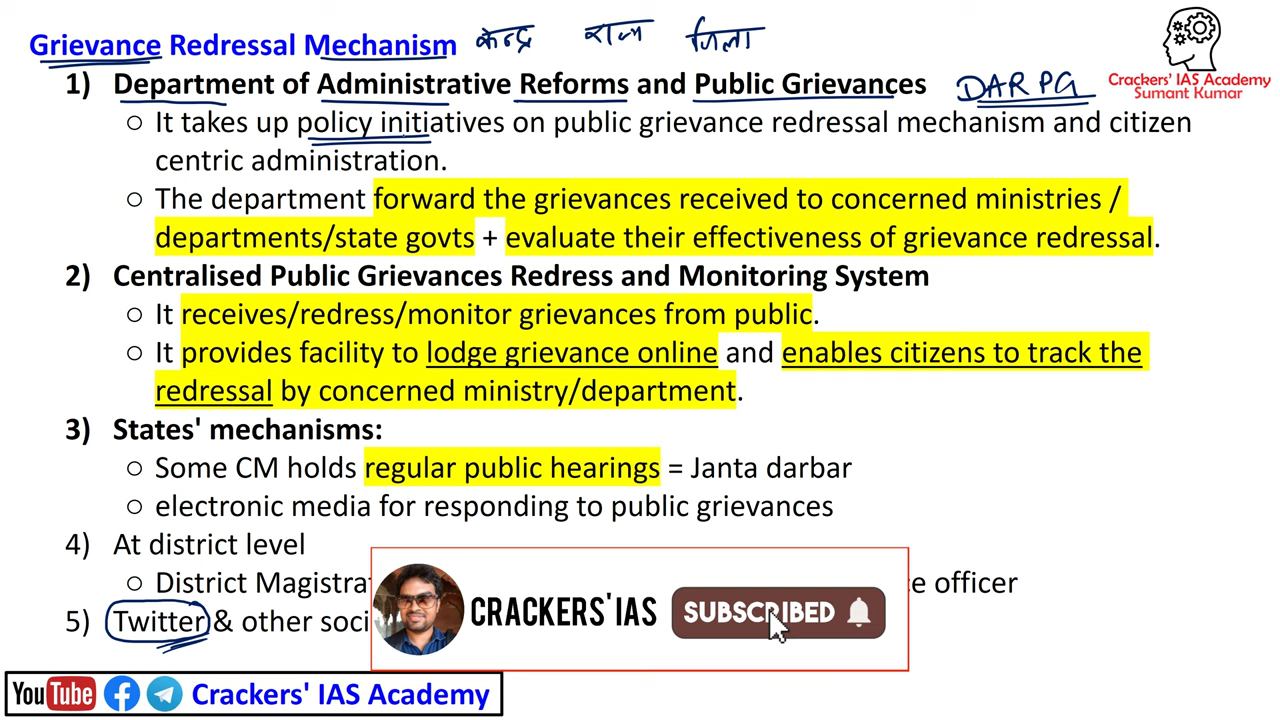 Grievance Redressal Mechanism केन्द्र राज्य जिला
Crackers' IAS Academy
Sumant Kumar
1) Department of Administrative Reforms and Public Grievances DARPG
○ It takes up policy initiatives on public grievance redressal mechanism and citizen
centric administration.
○ The department forward the grievances received to concerned ministries /
departments/state govts + evaluate their effectiveness of grievance redressal.
2) Centralised Public Grievances Redress and Monitoring System
○ It receives/redress/monitor grievances from public.
○ It provides facility to lodge grievance online and enables citizens to track the
redressal by concerned ministry/department.
3) States' mechanisms:
○ Some CM holds regular public hearings = Janta darbar
○ electronic media for responding to public grievances
4) At district level
○ District officer
5) Twitter & other
CRACKERS'IAS SUBSCRIBED
YouTube Crackers' IAS Academy